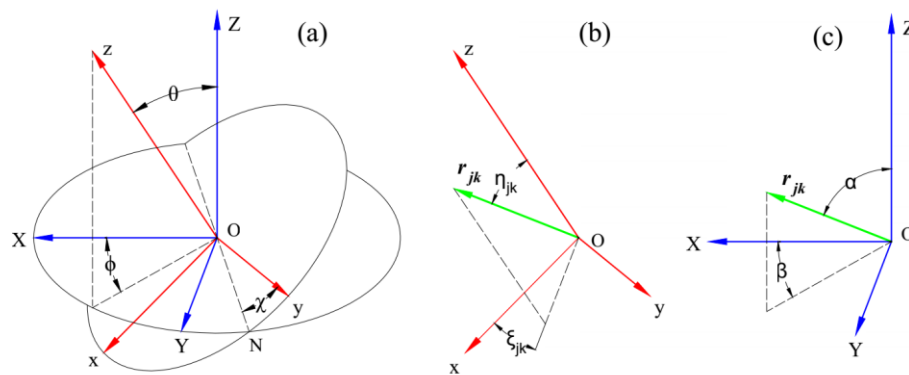 (a)
Z
z
θ
X
O
ϕ
χ
y
x
Y
N
(b)
z
r_jk
η_jk
O
y
x
ξ_jk
(c)
Z
r_jk
α
X
O
β
Y